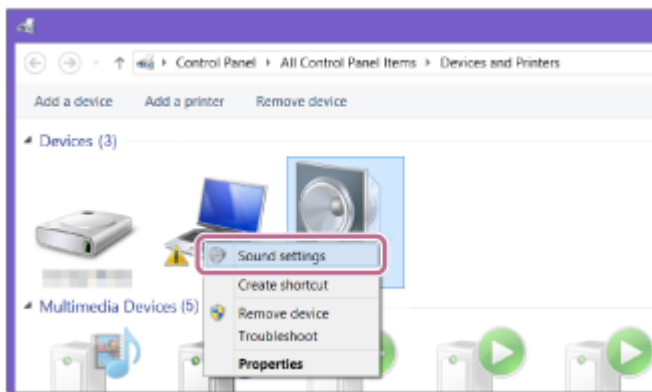 Control Panel All Control Panel Items Devices and Printers
Add a device Add a printer Remove device
Devices (3)
Sound settings
Create shortcut
Multimedia Devices (5)
Remove device
Troubleshoot
Properties